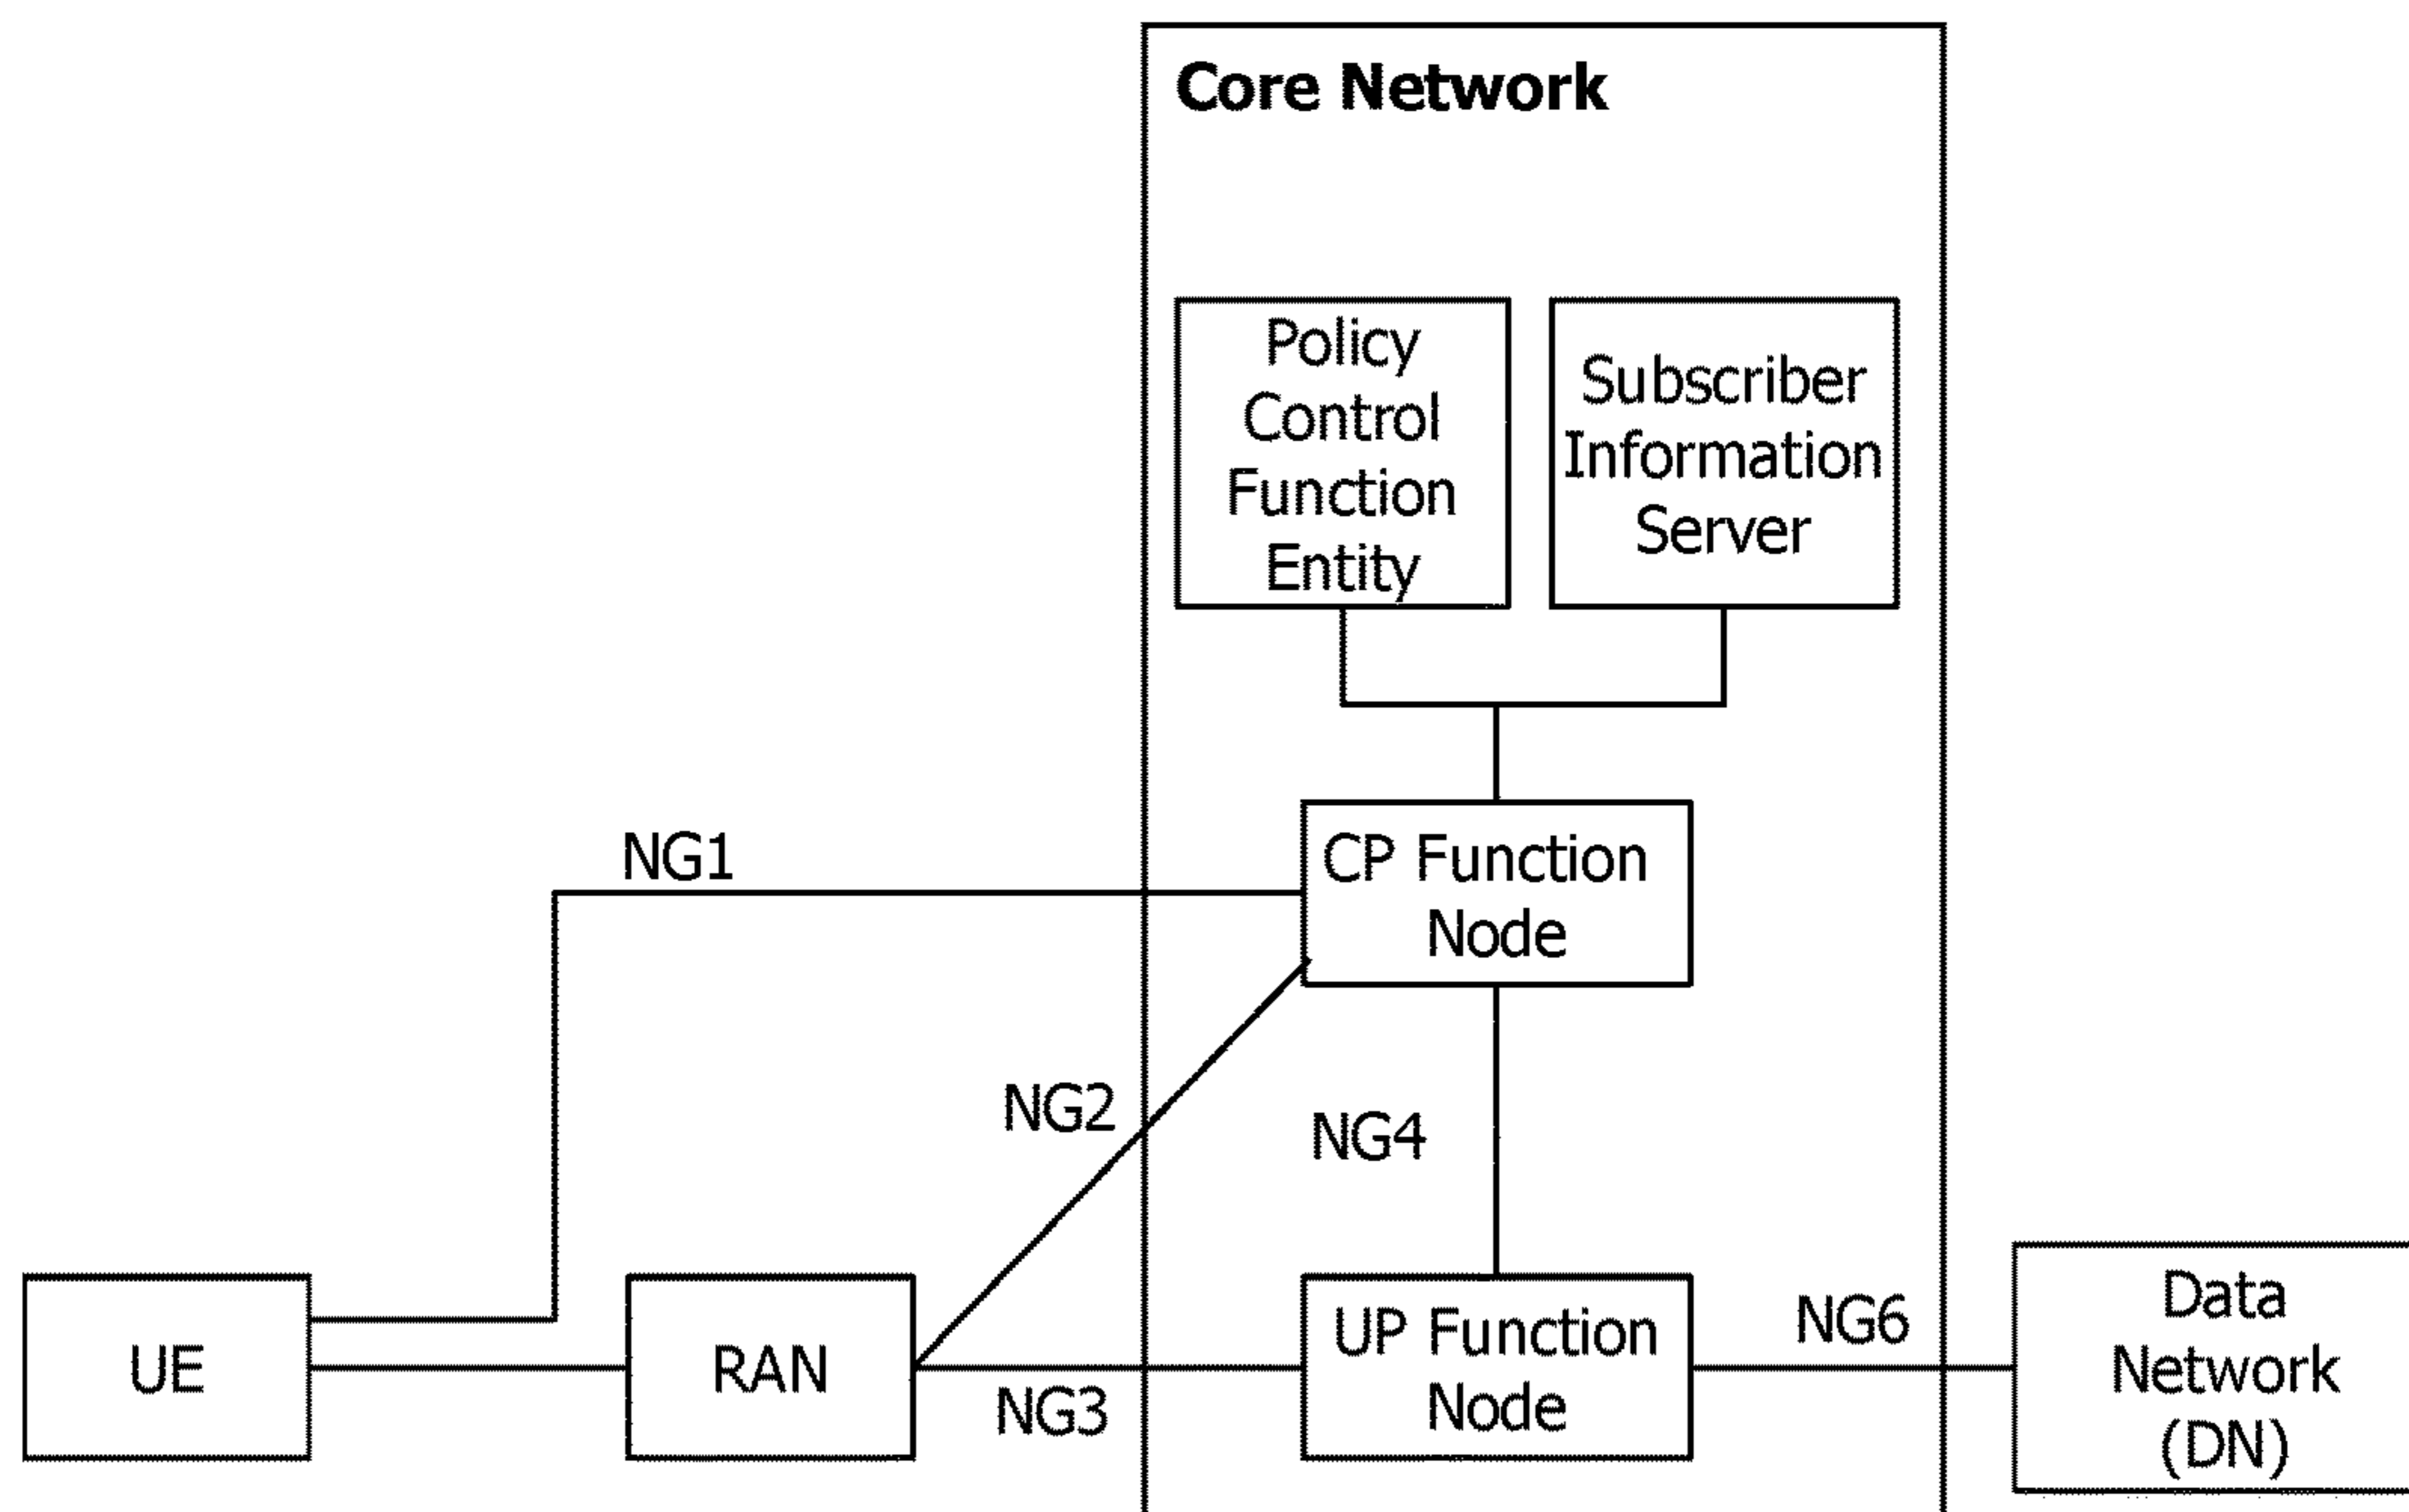 Core Network
Policy
Control
Function
Entity
Subscriber
Information
Server
NG1
CP Function
Node
NG2
NG4
UE
RAN
NG3
UP Function
Node
NG6
Data
Network
(DN)